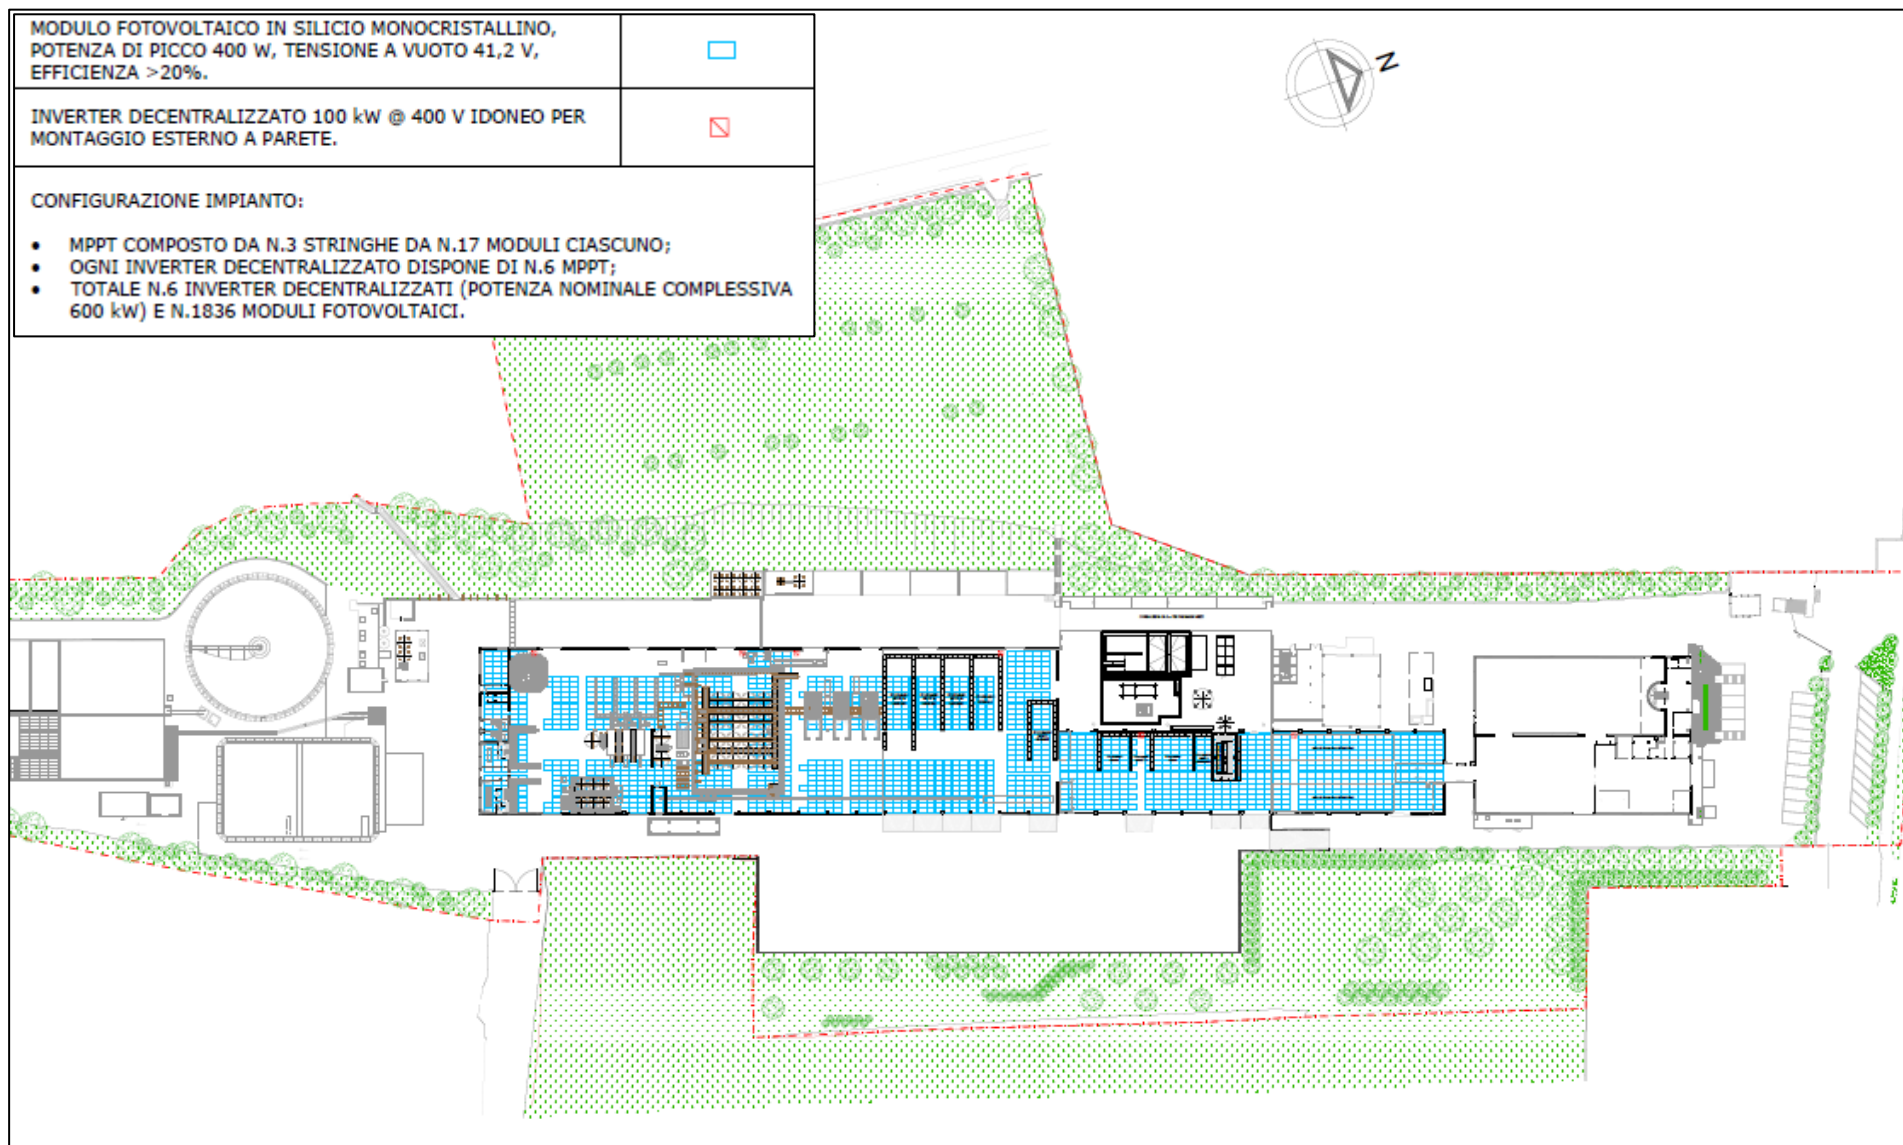 MODULO FOTOVOLTAICO IN SILICIO MONOCRISTALLINO,
POTENZA DI PICCO 400 W, TENSIONE A VUOTO 41,2 V,
EFFICIENZA >20%.
INVERTER DECENTRALIZZATO 100 kW @ 400 V IDONEO PER
MONTAGGIO ESTERNO A PARETE.
CONFIGURAZIONE IMPIANTO:
• MPPT COMPOSTO DA N.3 STRINGHE DA N.17 MODULI CIASCUNO;
• OGNI INVERTER DECENTRALIZZATO DISPONE DI N.6 MPPT;
• TOTALE N.6 INVERTER DECENTRALIZZATI (POTENZA NOMINALE COMPLESSIVA
600 kW) E N.1836 MODULI FOTOVOLTAICI.
N